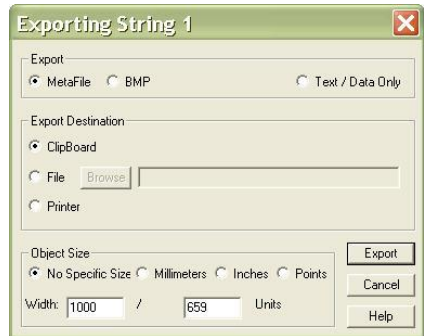 Exporting String 1
Export
MetaFile BMP Text / Data Only
Export Destination
ClipBoard
File Browse
Printer
Object Size
No Specific Size Millimeters Inches Points
Width: 1000 / 659 Units
Export
Cancel
Help